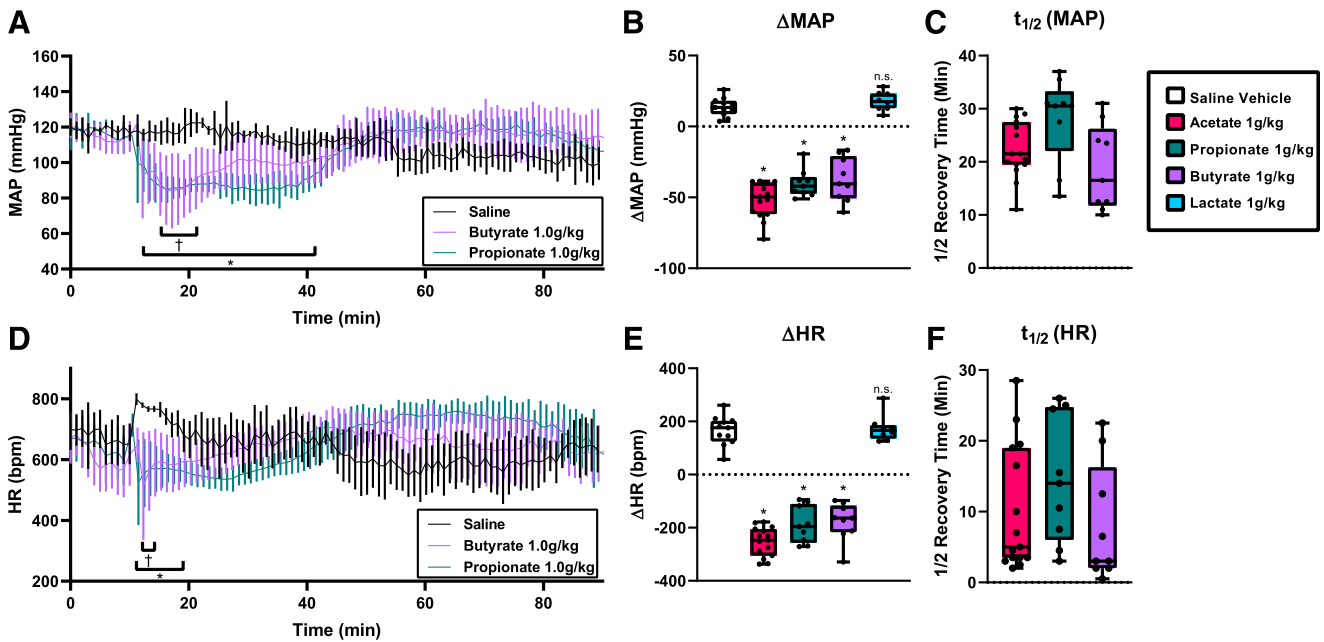 A
160
140
120
100
80
60
40
MAP (mmHg)
0
20
40
60
80
Time (min)
Saline
Butyrate 1.0g/kg
Propionate 1.0g/kg
†
*
B
ΔMAP
50
0
-50
-100
ΔMAP (mmHg)
*
*
*
n.s.
C
t1/2 (MAP)
40
30
20
10
0
1/2 Recovery Time (Min)
Saline Vehicle
Acetate 1g/kg
Propionate 1g/kg
Butyrate 1g/kg
Lactate 1g/kg
D
800
600
400
200
HR (bpm)
0
20
40
60
80
Time (min)
Saline
Butyrate 1.0g/kg
Propionate 1.0g/kg
†
*
E
ΔHR
400
200
0
-200
-400
ΔHR (bpm)
*
*
*
n.s.
F
t1/2 (HR)
30
20
10
0
1/2 Recovery Time (Min)